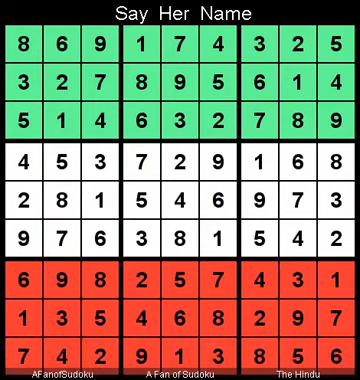 Say Her Name
8 6 9 1 7 4 3 2 5
3 2 7 8 9 5 6 1 4
5 1 4 6 3 2 7 8 9
4 5 3 7 2 9 1 6 8
2 8 1 5 4 6 9 7 3
9 7 6 3 8 1 5 4 2
6 9 8 2 5 7 4 3 1
1 3 5 4 6 8 2 9 7
7 4 2 9 1 3 8 5 6
AFanofSudoku A Fan of Sudoku The Hindu